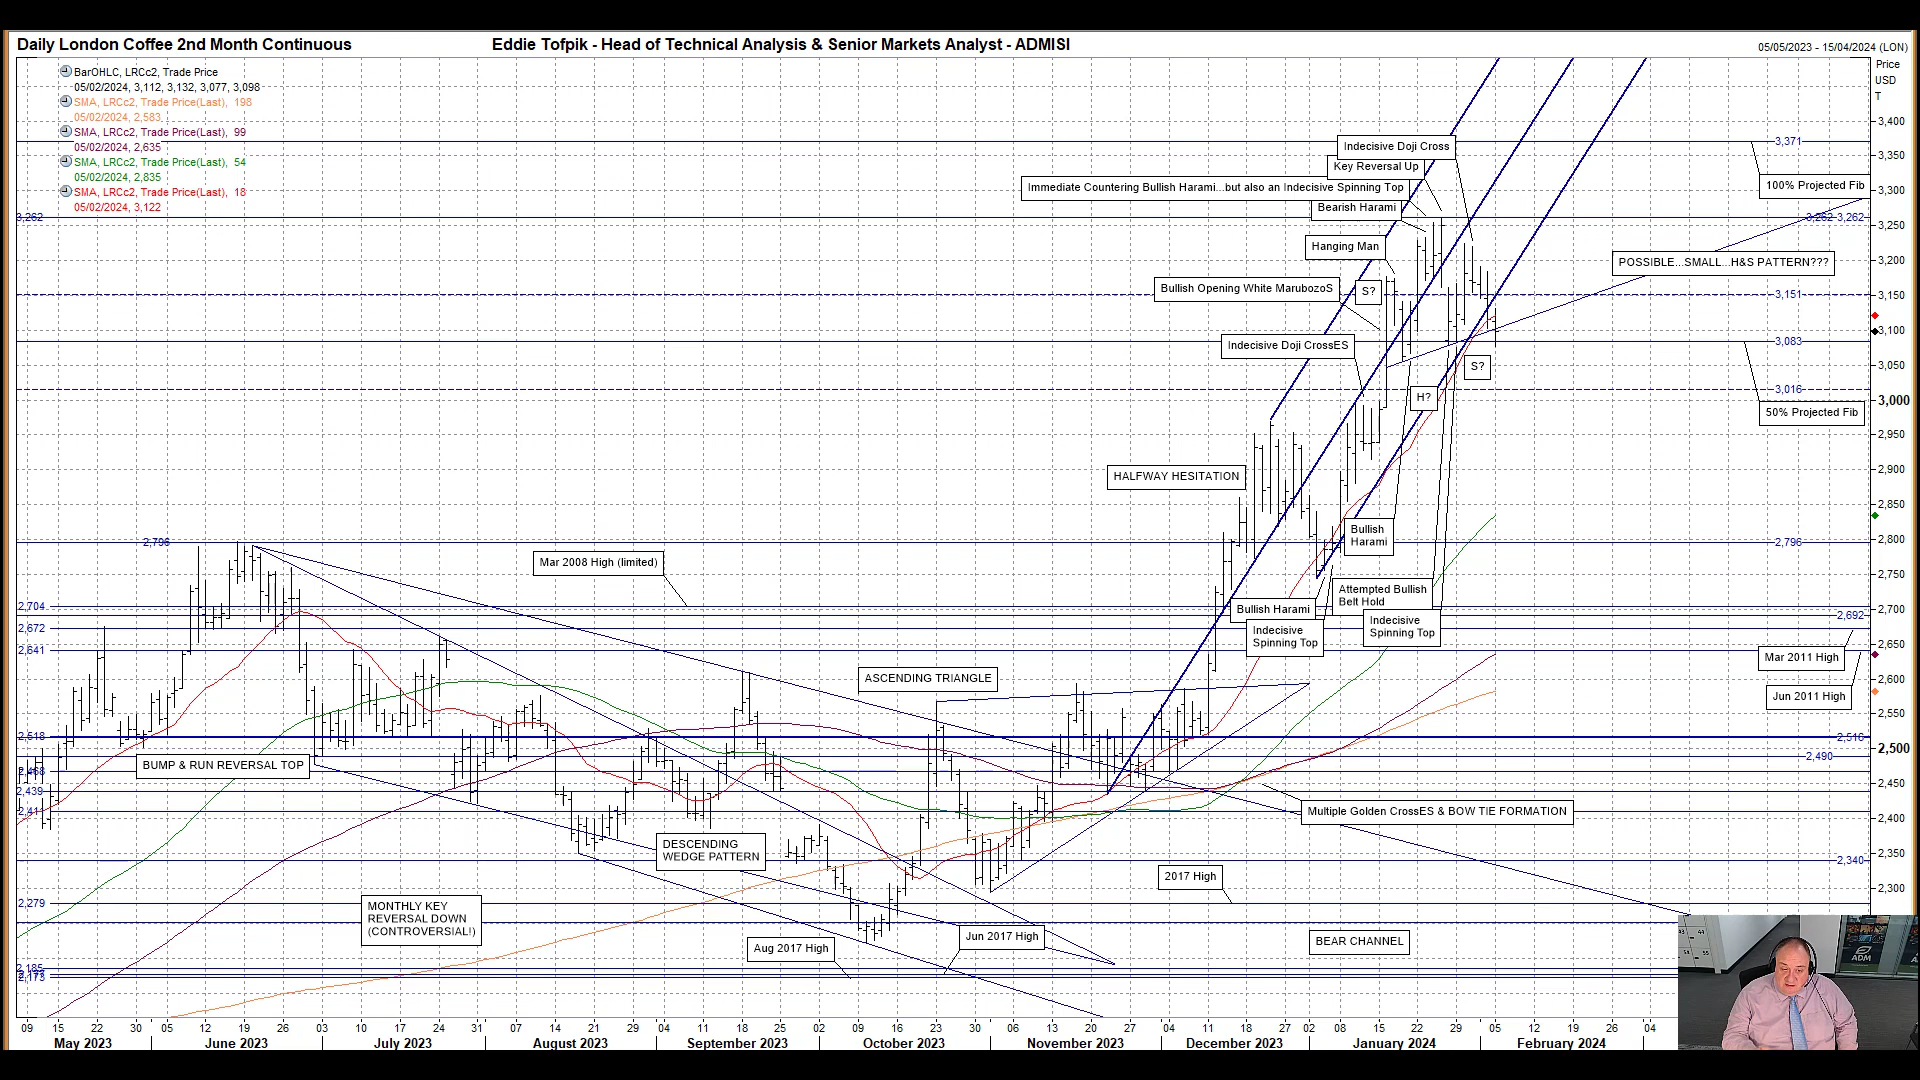 Daily London Coffee 2nd Month Continuous
Eddie Tofpik - Head of Technical Analysis & Senior Markets Analyst - ADMISI
05/05/2023 - 15/04/2024 (LON)
BarOHLC, LRCc2, Trade Price
05/02/2024, 3,112, 3,132, 3,077, 3,098
SMA, LRCc2, Trade Price(Last), 198
05/02/2024, 2,583
SMA, LRCc2, Trade Price(Last), 99
05/02/2024, 2,635
SMA, LRCc2, Trade Price(Last), 54
05/02/2024, 2,835
SMA, LRCc2, Trade Price(Last), 18
05/02/2024, 3,122
Price
USD
T
3,400
3,350
3,300
3,250
3,200
3,150
3,100
3,050
3,000
2,950
2,900
2,850
2,800
2,750
2,700
2,650
2,600
2,550
2,500
2,450
2,400
2,350
2,300
Indecisive Doji Cross
3,371
Key Reversal Up
100% Projected Fib
Immediate Countering Bullish Harami...but also an Indecisive Spinning Top
Bearish Harami
3,262
3,262 3,262
Hanging Man
POSSIBLE...SMALL...H&S PATTERN???
Bullish Opening White MarubozoS
S?
3,151
Indecisive Doji CrossES
3,083
S?
3,016
H?
50% Projected Fib
HALFWAY HESITATION
Bullish
Harami
2,796
2,796
Mar 2008 High (limited)
Attempted Bullish
Belt Hold
2,704
Bullish Harami
2,692
2,672
Indecisive
Spinning Top
Indecisive
Spinning Top
2,641
Mar 2011 High
ASCENDING TRIANGLE
Jun 2011 High
2,518
2,490
BUMP & RUN REVERSAL TOP
2,468
2,439
2,411
Multiple Golden CrossES & BOW TIE FORMATION
DESCENDING
WEDGE PATTERN
2,340
2017 High
2,279
MONTHLY KEY
REVERSAL DOWN
(CONTROVERSIAL!)
Aug 2017 High
Jun 2017 High
BEAR CHANNEL
2,185
2,173
ADM
09 15 22 30 05 12 19 26 03 10 17 24 31 07 14 21 29 04 11 18 25 02 09 16 23 30 06 13 20 27 04 11 18 27 02 08 15 22 29 05 12 19 26 04
May 2023 June 2023 July 2023 August 2023 September 2023 October 2023 November 2023 December 2023 January 2024 February 2024